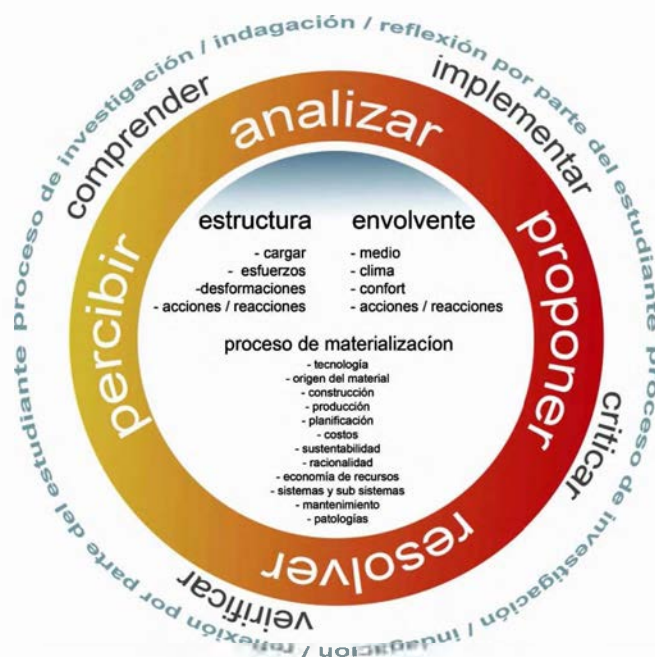 proceso de investigación / indagación / reflexión por parte del estudiante
proceso de investigación / indagación / reflexión por parte del estudiante
comprender
implementar
criticar
veirificar
analizar
proponer
resolver
percibir
estructura
- cargar
- esfuerzos
-desformaciones
- acciones / reacciones
envolvente
- medio
- clima
- confort
- acciones / reacciones
proceso de materializacíon
- tecnología
- origen del material
- construcción
- producción
- planificación
- costos
- sustentabilidad
- racionalidad
- economía de recursos
- sistemas y sub sistemas
- mantenimiento
- patologías